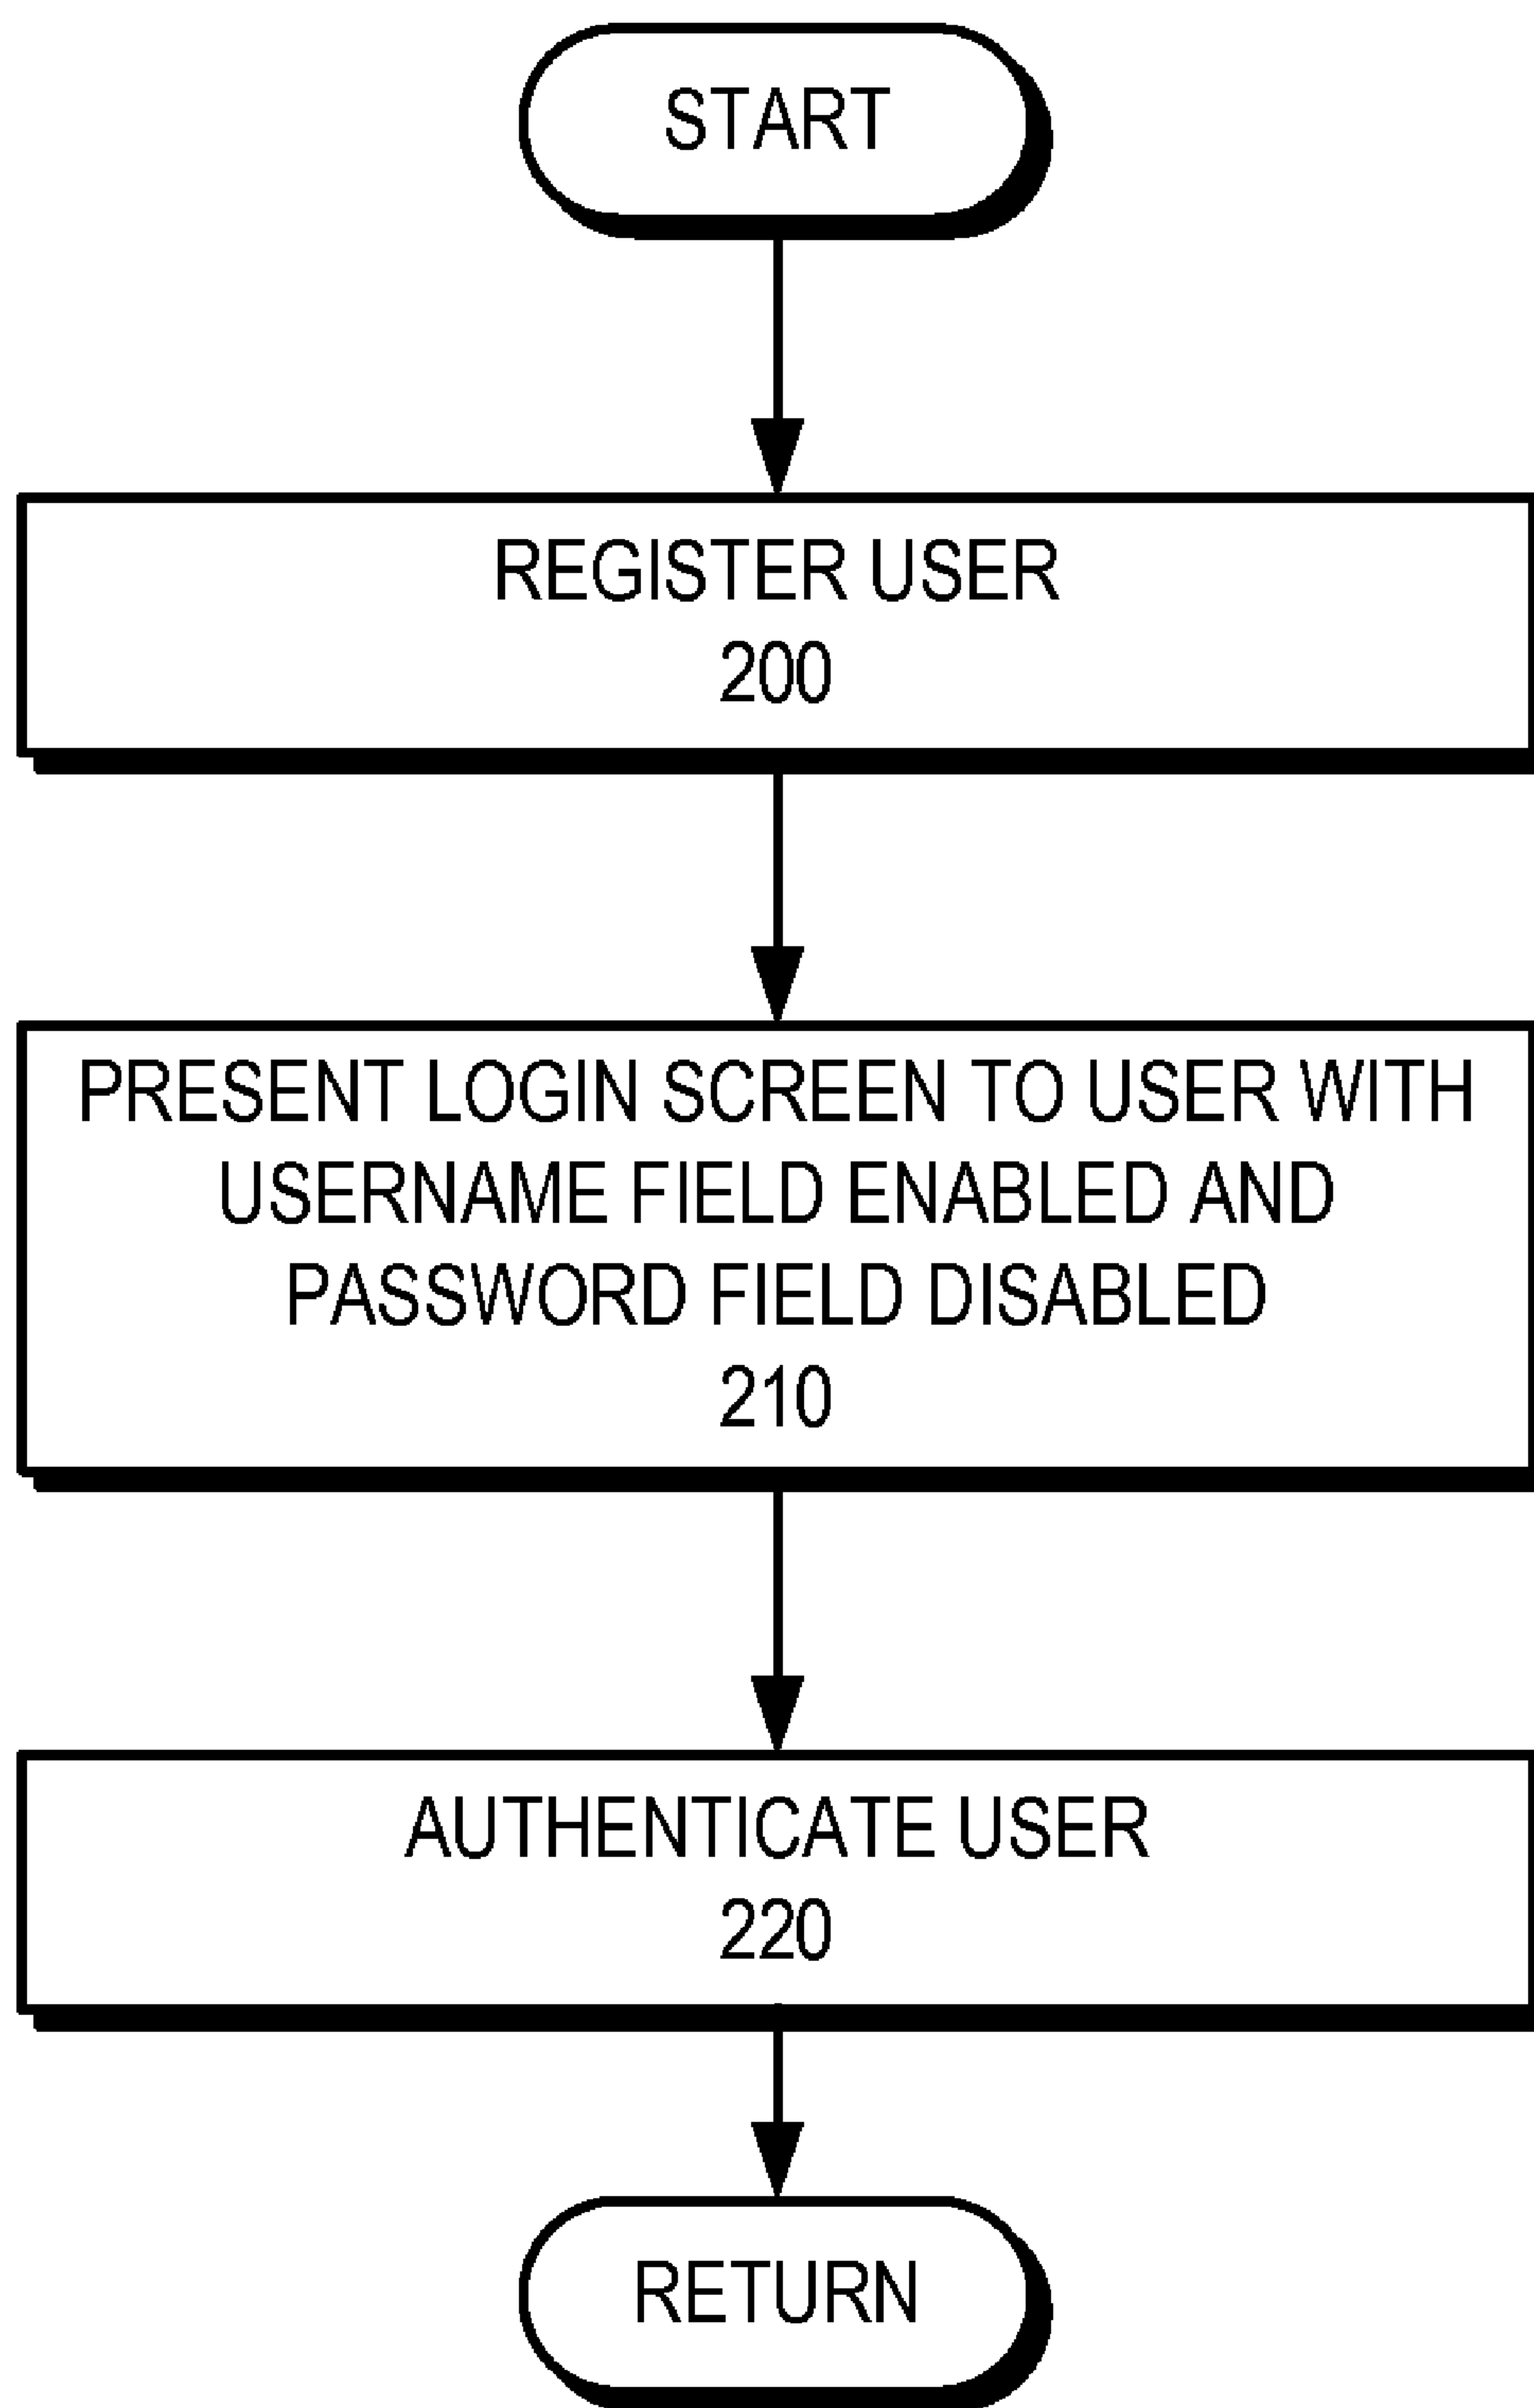 START
REGISTER USER
200
PRESENT LOGIN SCREEN TO USER WITH
USERNAME FIELD ENABLED AND
PASSWORD FIELD DISABLED
210
AUTHENTICATE USER
220
RETURN